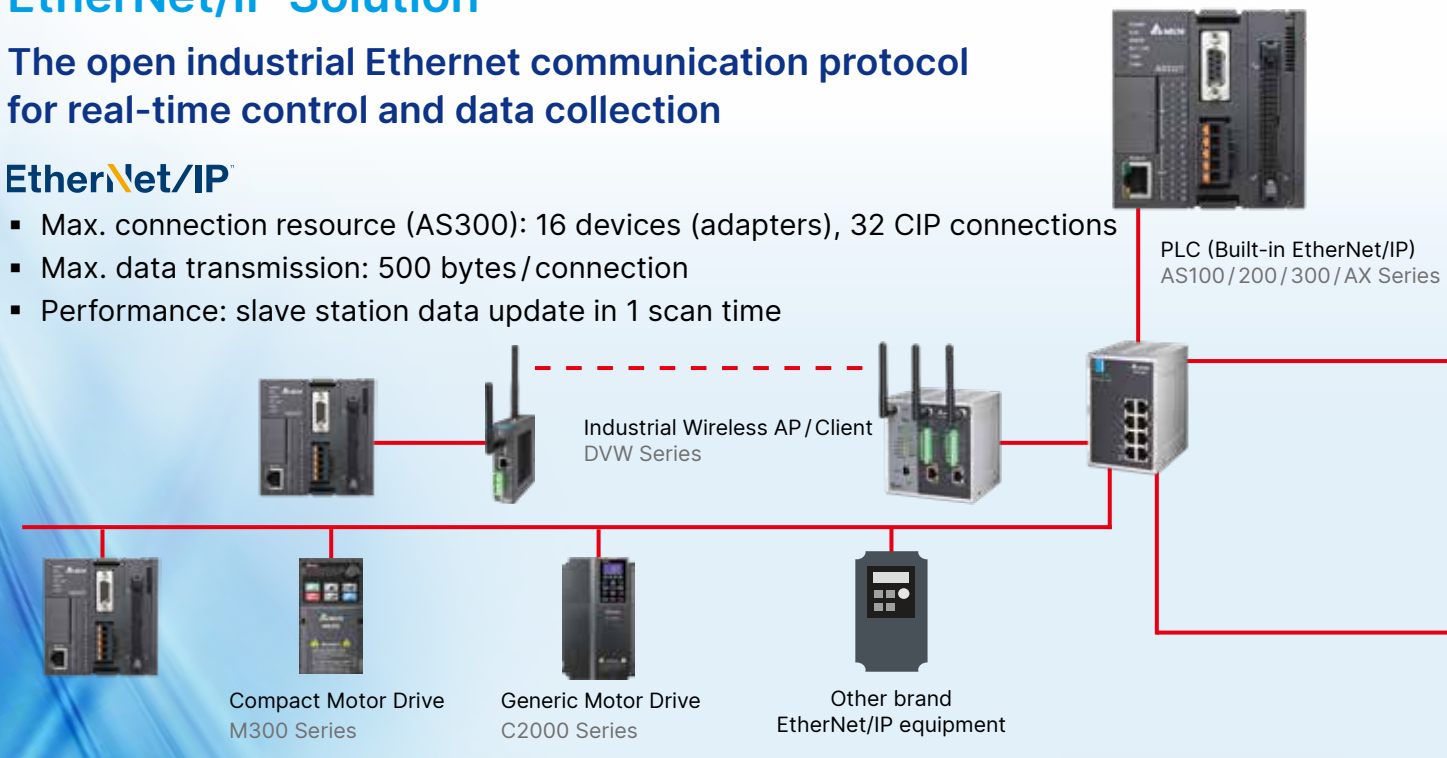 EtherNet/IP Solution
The open industrial Ethernet communication protocol
for real-time control and data collection
EtherNet/IP™
▪ Max. connection resource (AS300): 16 devices (adapters), 32 CIP connections
▪ Max. data transmission: 500 bytes/connection
▪ Performance: slave station data update in 1 scan time
PLC (Built-in EtherNet/IP)
AS100/200/300/AX Series
Industrial Wireless AP/Client
DVW Series
Compact Motor Drive
M300 Series
Generic Motor Drive
C2000 Series
Other brand
EtherNet/IP equipment